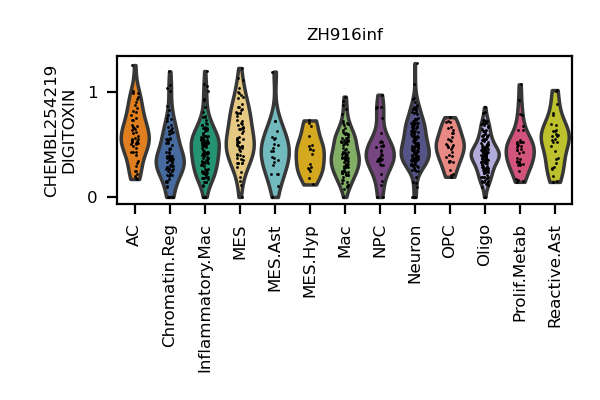 ZH916inf
CHEMBL254219
DIGITOXIN
1
0
AC
Chromatin.Reg
Inflammatory.Mac
MES
MES.Ast
MES.Hyp
Mac
NPC
Neuron
OPC
Oligo
Prolif.Metab
Reactive.Ast